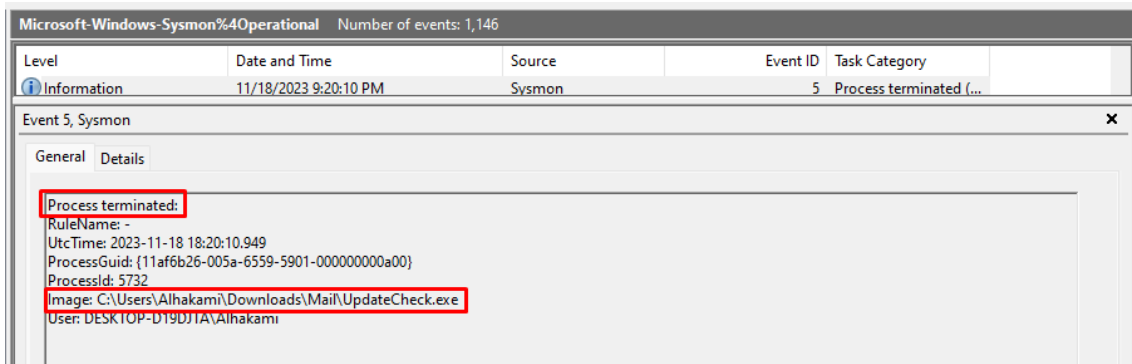 Microsoft-Windows-Sysmon%4Operational Number of events: 1,146
Level Date and Time Source Event ID Task Category
Information 11/18/2023 9:20:10 PM Sysmon 5 Process terminated (...
Event 5, Sysmon
General Details
Process terminated:
RuleName: -
UtcTime: 2023-11-18 18:20:10.949
ProcessGuid: {11af6b26-005a-6559-5901-000000000a00}
ProcessId: 5732
Image: C:\Users\Alhakami\Downloads\Mail\UpdateCheck.exe
User: DESKTOP-D19DJTA\Alhakami